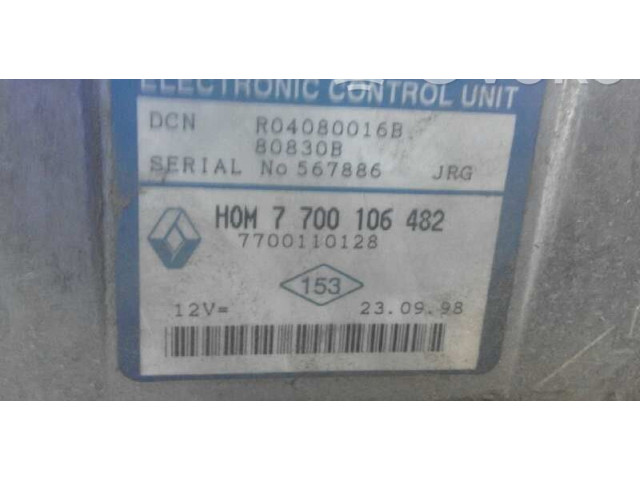 ELECTRONIC CONTROL UNIT
DCN R04080016B
80830B
SERIAL No 567886 JRG
HOM 7 700 106 482
7700110128
153
12V= 23.09.98